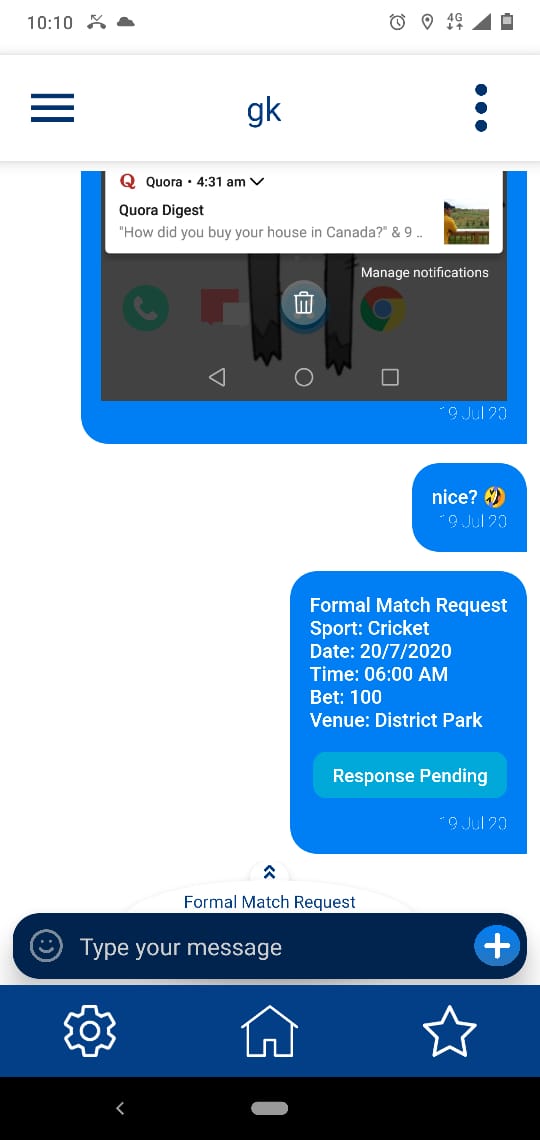 10:10
4G
gk
Quora • 4:31 am
Quora Digest
"How did you buy your house in Canada?" & 9 ..
Manage notifications
19 Jul 20
nice? 🤣
19 Jul 20
Formal Match Request
Sport: Cricket
Date: 20/7/2020
Time: 06:00 AM
Bet: 100
Venue: District Park
Response Pending
19 Jul 20
Formal Match Request
Type your message